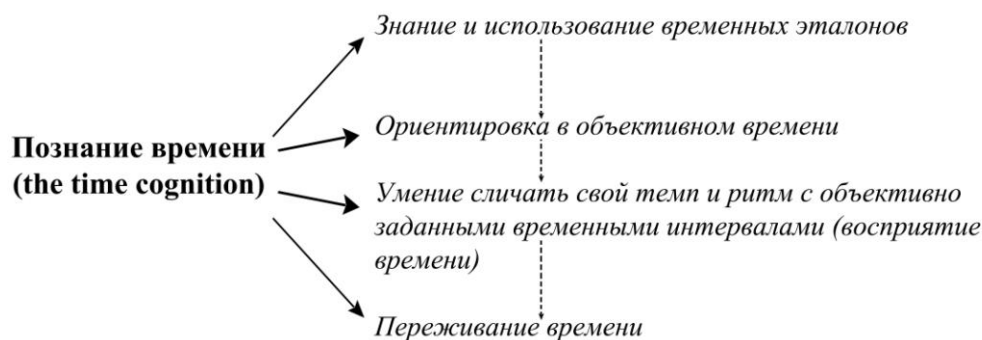 Знание и использование временных эталонов
Ориентировка в объективном времени
Познание времени
(the time cognition)
Умение сличать свой темп и ритм с объективно
заданными временными интервалами (восприятие
времени)
Переживание времени